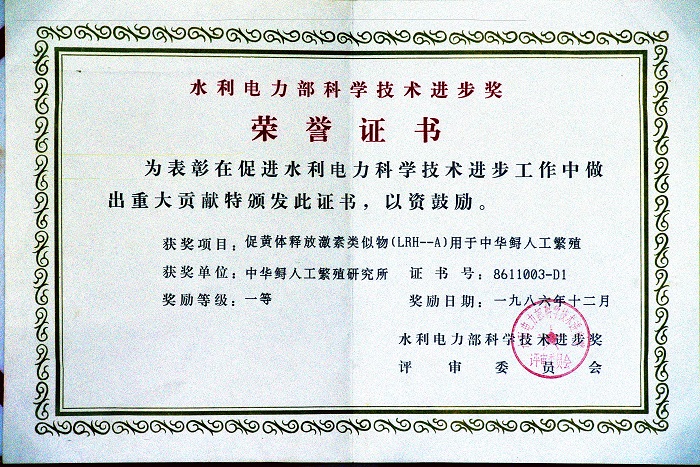 水利电力部科学技术进步奖
荣誉证书
为表彰在促进水利电力科学技术进步工作中做
出重大贡献特颁发此证书，以资鼓励。
获奖项目：促黄体释放激素类似物(LRH--A)用于中华鲟人工繁殖
获奖单位：中华鲟人工繁殖研究所 证书号：8611003-D1
奖励等级：一等 奖励日期：一九八六年十二月
水利电力部科学技术进步奖
评审委员会
评审委员会